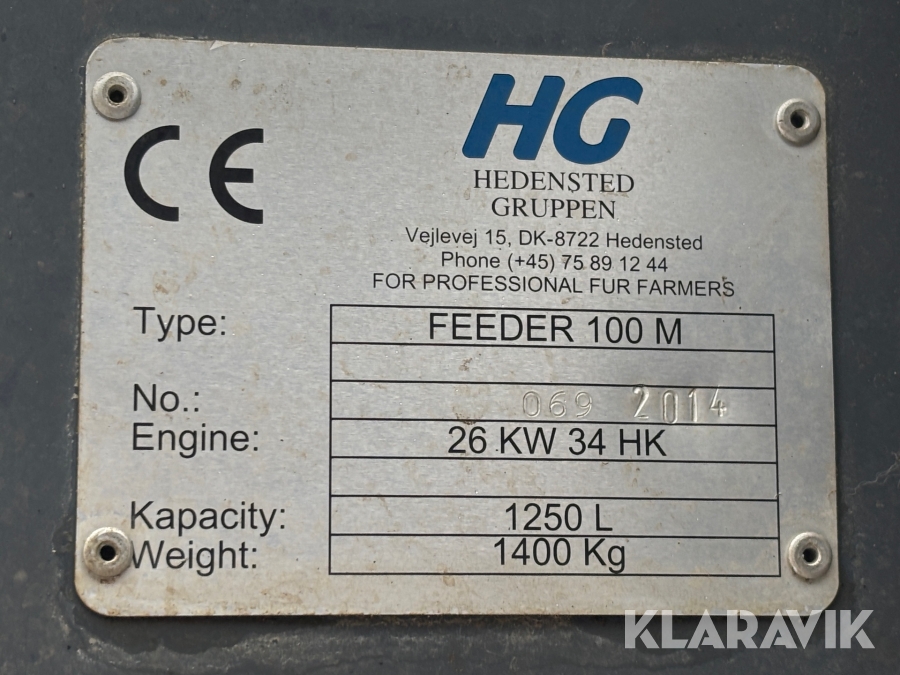 CE
HG
HEDENSTED
GRUPPEN
Vejlevej 15, DK-8722 Hedensted
Phone (+45) 75 89 12 44
FOR PROFESSIONAL FUR FARMERS
Type: FEEDER 100 M
No.: 069 2014
Engine: 26 KW 34 HK
Kapacity: 1250 L
Weight: 1400 Kg
KLARAVIK